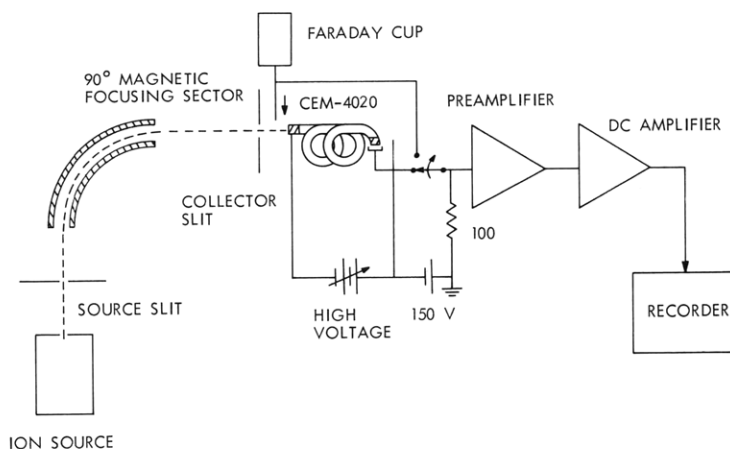 FARADAY CUP
90° MAGNETIC
FOCUSING SECTOR
CEM-4020
PREAMPLIFIER
DC AMPLIFIER
COLLECTOR
SLIT
100
SOURCE SLIT
HIGH
VOLTAGE
150 V
RECORDER
ION SOURCE